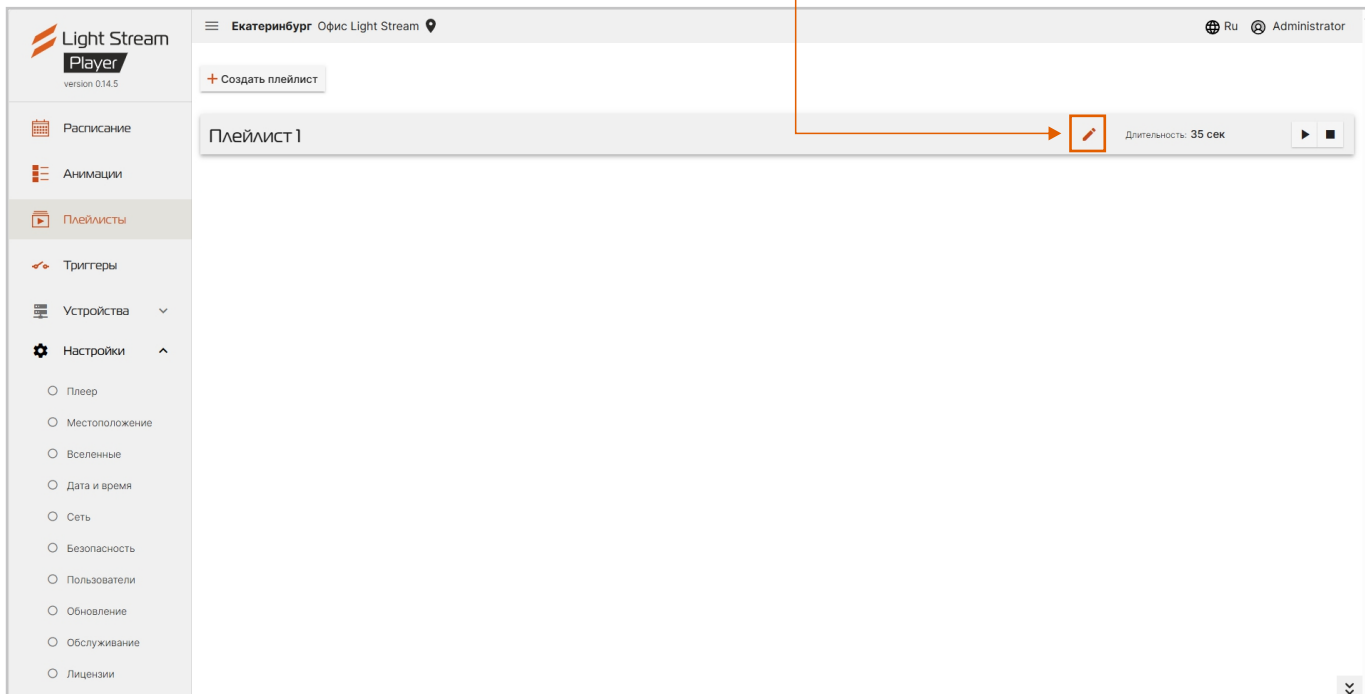 Light Stream
Player
version 0.14.5
Екатеринбург Офис Light Stream
Ru Administrator
+ Создать плейлист
Плейлист 1
Длительность: 35 сек
Расписание
Анимации
Плейлисты
Триггеры
Устройства
Настройки
Плеер
Местоположение
Вселенные
Дата и время
Сеть
Безопасность
Пользователи
Обновление
Обслуживание
Лицензии